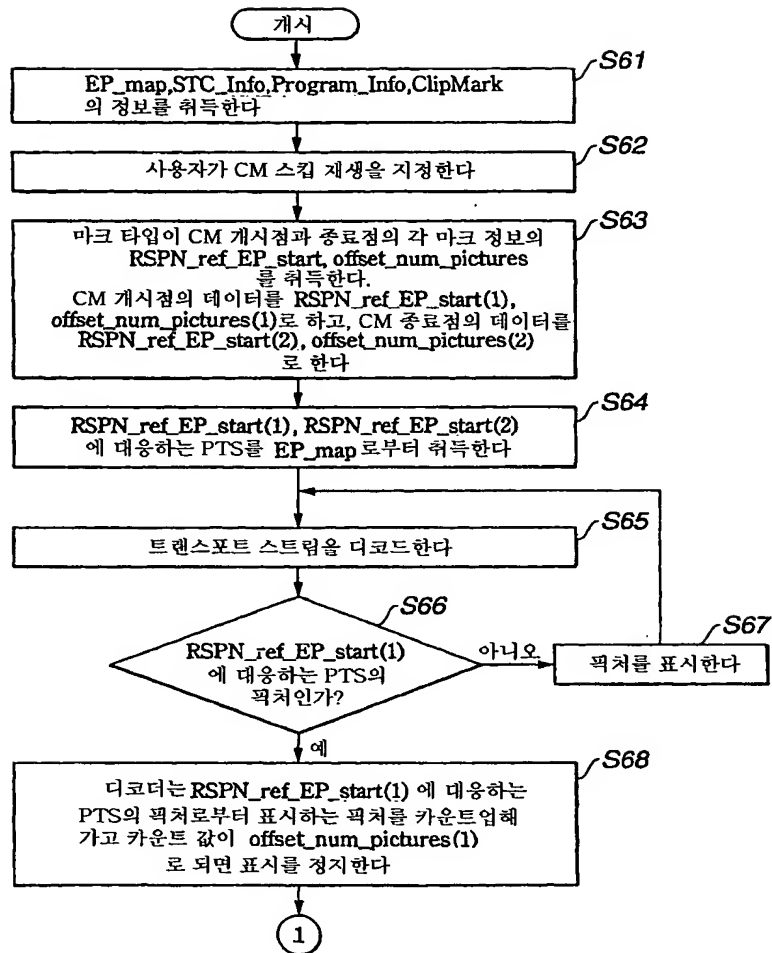 개시
S61
EP_map,STC_Info,Program_Info,ClipMark
의 정보를 취득한다
S62
사용자가 CM 스킵 재생을 지정한다
S63
마크 타입이 CM 개시점과 종료점의 각 마크 정보의
RSPN_ref_EP_start, offset_num_pictures
를 취득한다.
CM 개시점의 데이터를 RSPN_ref_EP_start(1),
offset_num_pictures(1)로 하고, CM 종료점의 데이터를
RSPN_ref_EP_start(2), offset_num_pictures(2)
로 한다
S64
RSPN_ref_EP_start(1), RSPN_ref_EP_start(2)
에 대응하는 PTS를 EP_map로부터 취득한다
S65
트랜스포트 스트림을 디코드한다
S66
RSPN_ref_EP_start(1)
에 대응하는 PTS의
픽처인가?
아니오
S67
픽처를 표시한다
예
S68
디코더는 RSPN_ref_EP_start(1) 에 대응하는
PTS의 픽처로부터 표시하는 픽처를 카운트업해
가고 카운트 값이 offset_num_pictures(1)
로 되면 표시를 정지한다
1